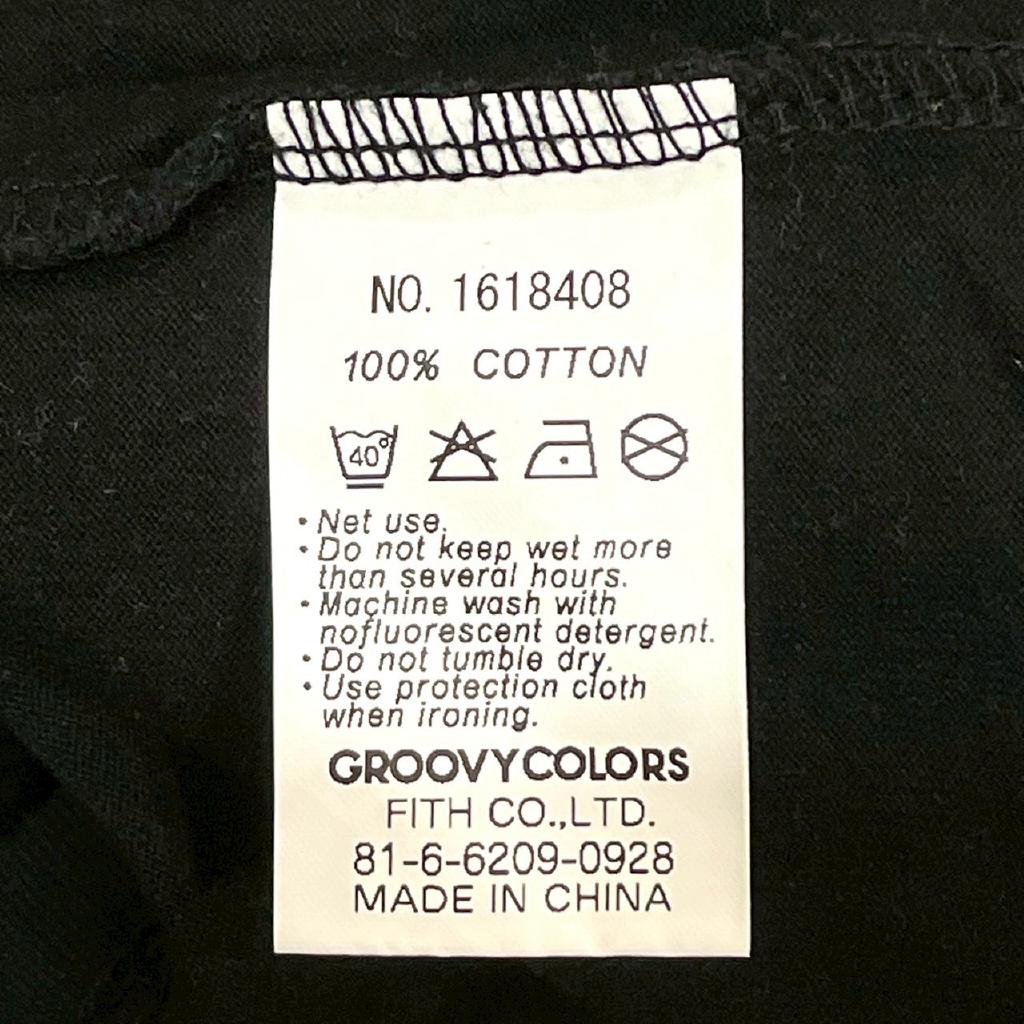 NO. 1618408
100% COTTON
40°
• Net use.
• Do not keep wet more
than several hours.
• Machine wash with
nofluorescent detergent.
• Do not tumble dry.
• Use protection cloth
when ironing.
GROOVYCOLORS
FITH CO.,LTD.
81-6-6209-0928
MADE IN CHINA